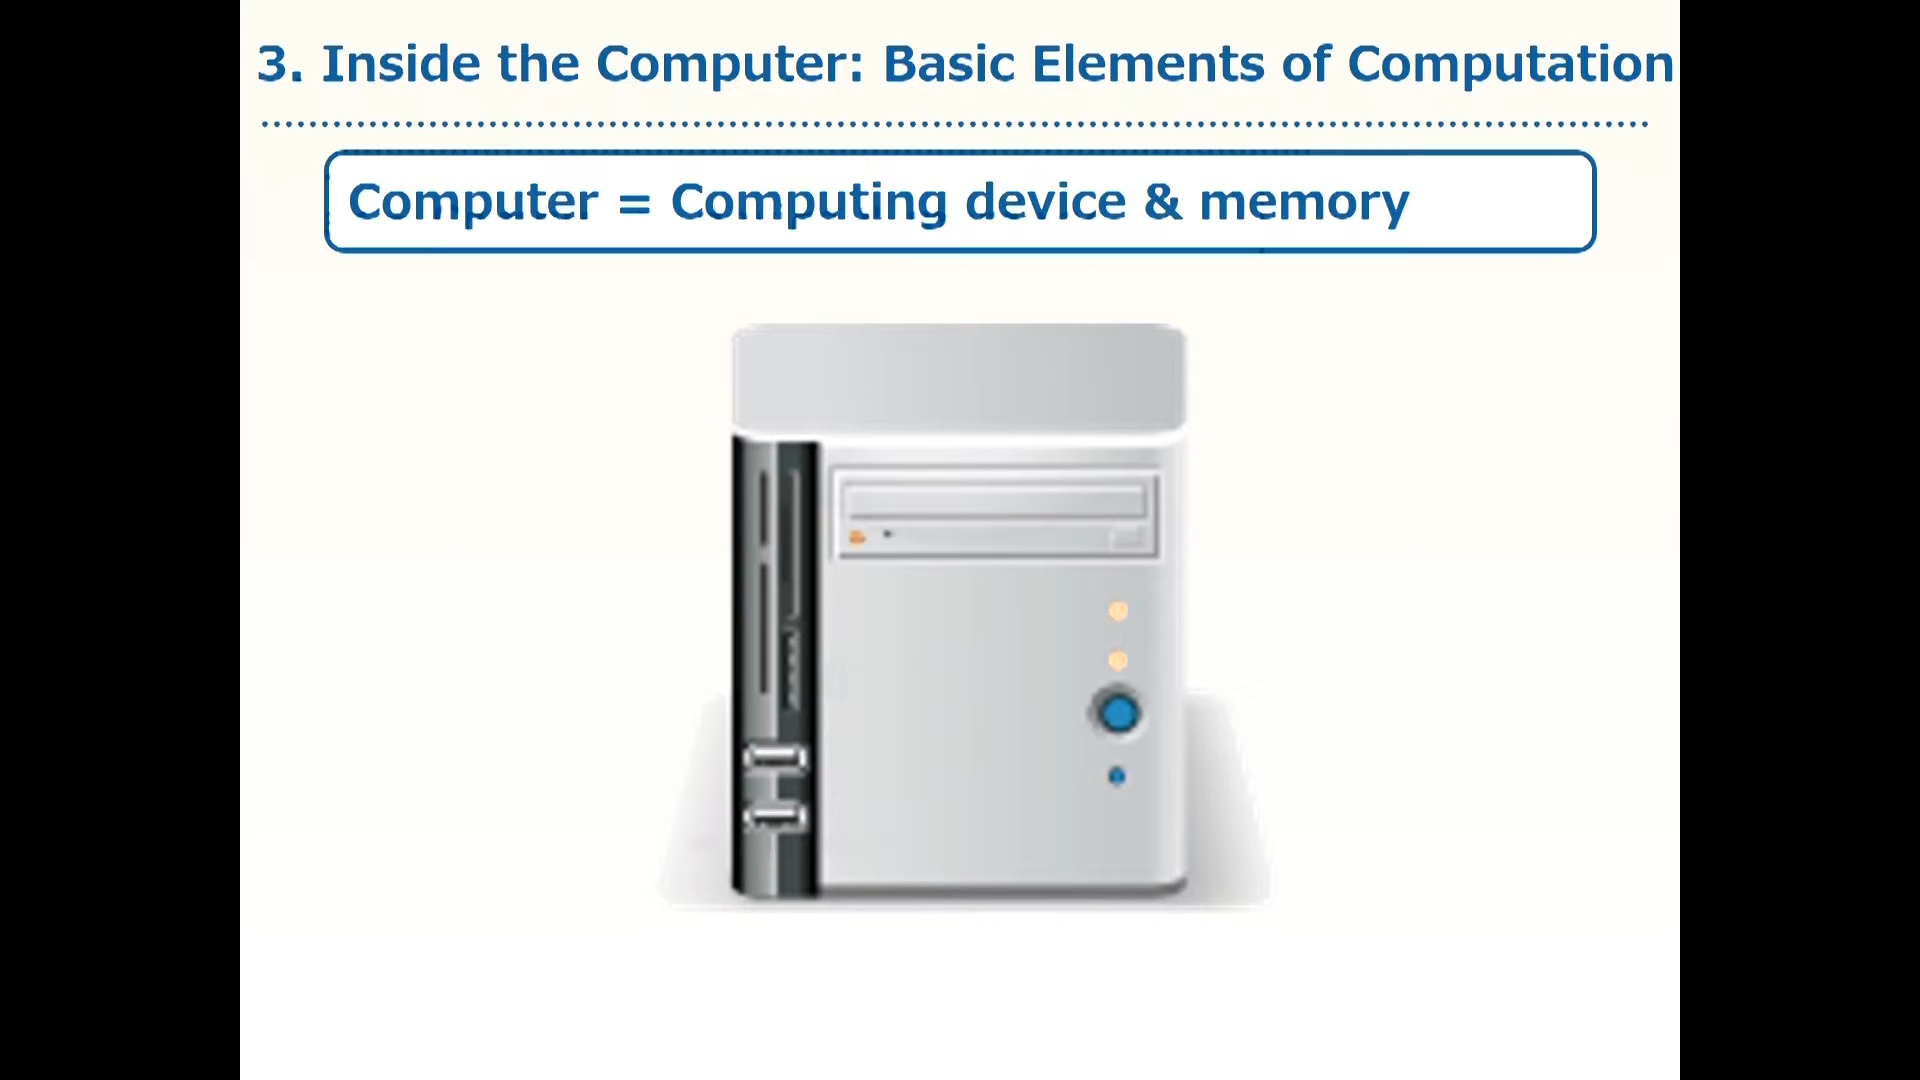 3. Inside the Computer: Basic Elements of Computation
Computer = Computing device & memory